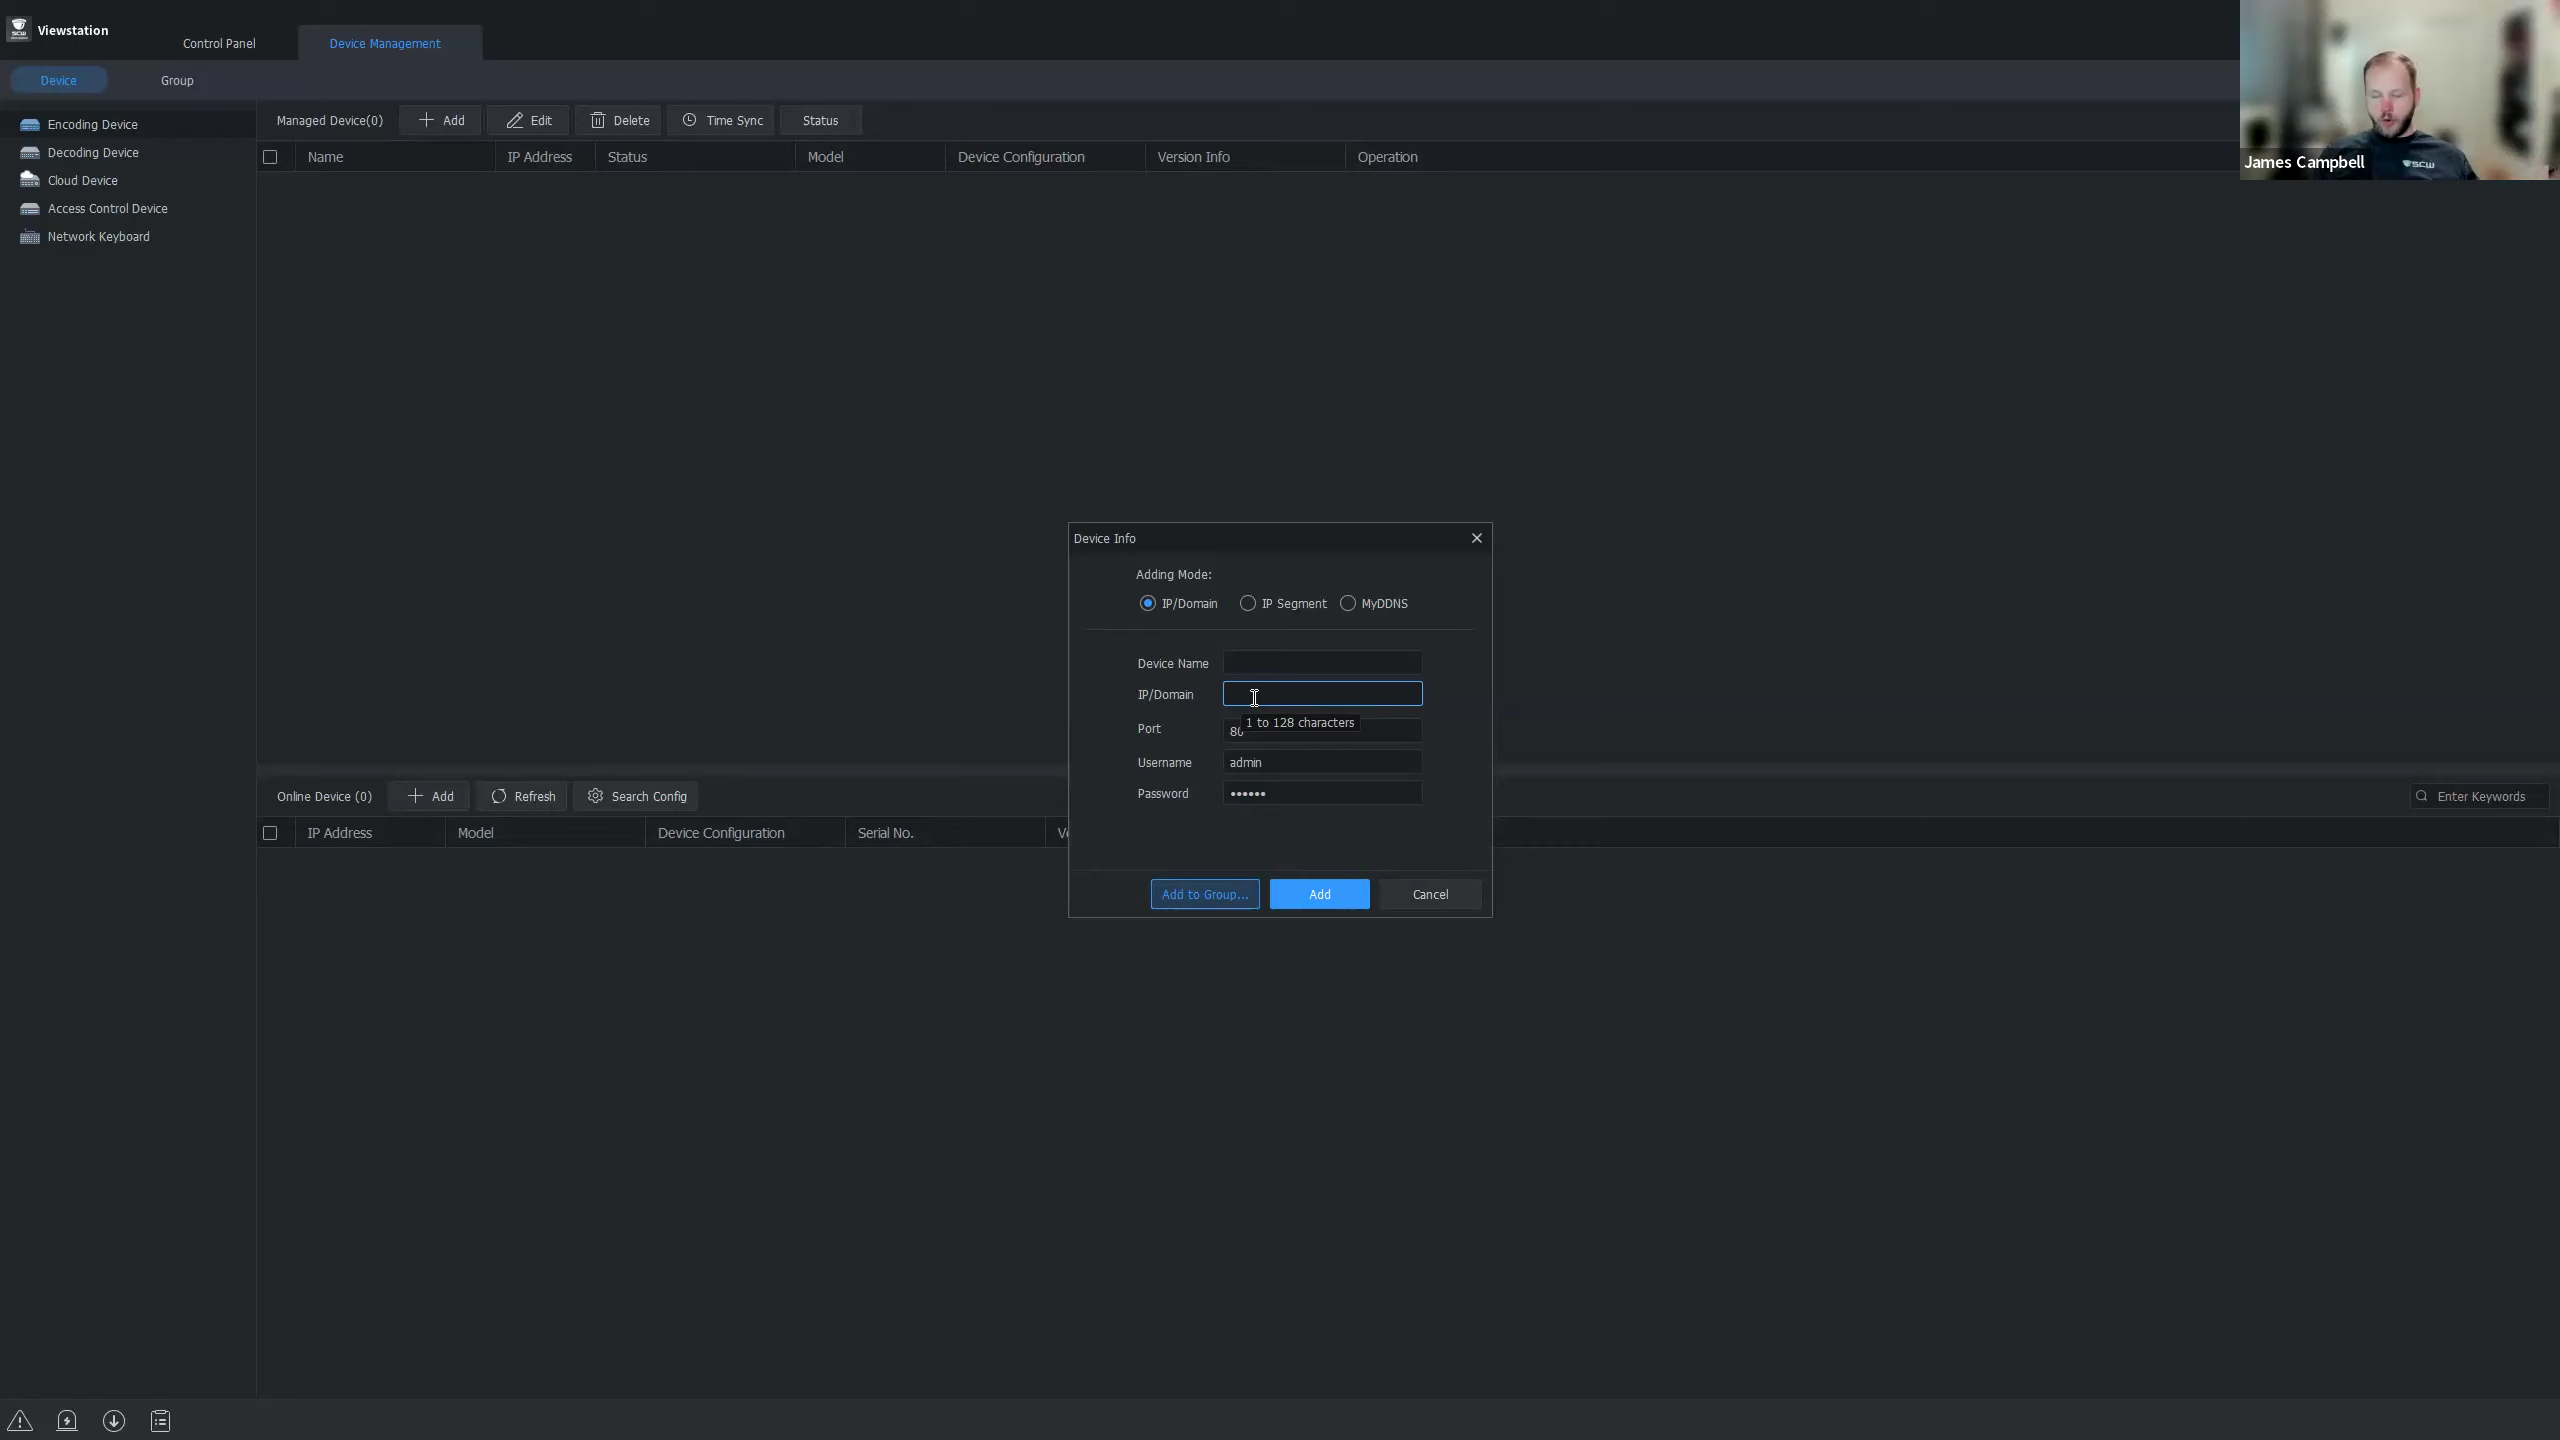 Viewstation
Control Panel
Device Management
Device
Group
Encoding Device
Decoding Device
Cloud Device
Access Control Device
Network Keyboard
Managed Device(0)
Add
Edit
Delete
Time Sync
Status
Name
IP Address
Status
Model
Device Configuration
Version Info
Operation
James Campbell
SCW
Device Info
Adding Mode:
IP/Domain
IP Segment
MyDDNS
Device Name
IP/Domain
1 to 128 characters
Port
80
Username
admin
Password
••••••
Add to Group...
Add
Cancel
Online Device (0)
Add
Refresh
Search Config
Enter Keywords
IP Address
Model
Device Configuration
Serial No.